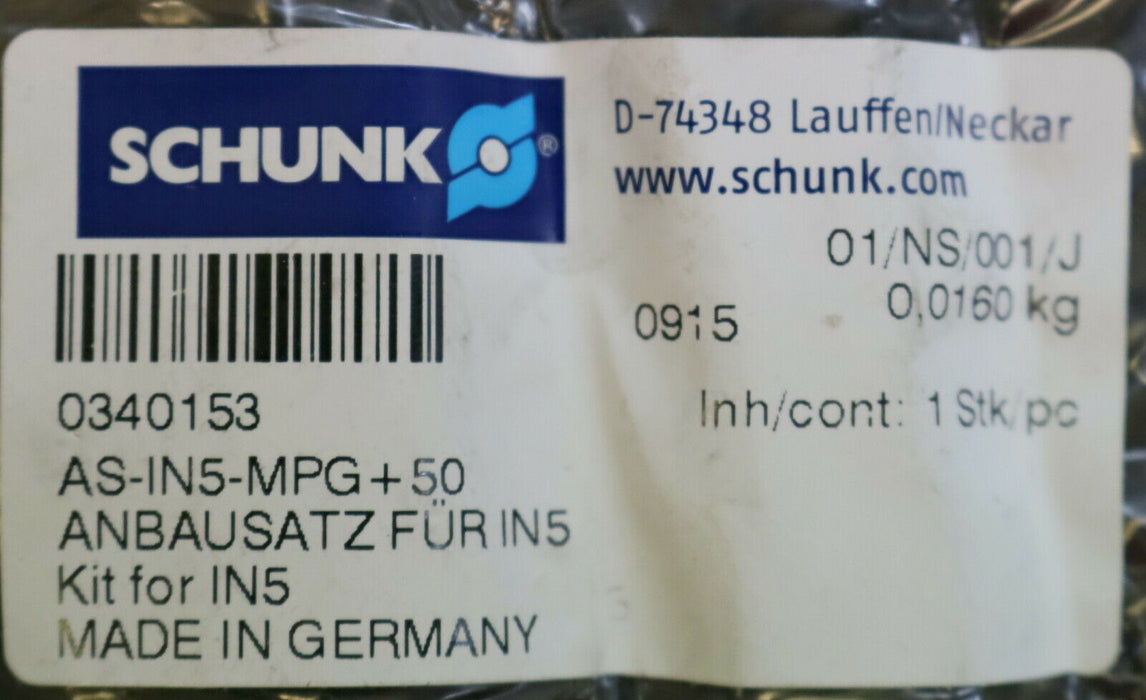 SCHUNK®
D-74348 Lauffen/Neckar
www.schunk.com
01/NS/001/J
0,0160 kg
0915
Inh/cont: 1 Stk/pc
0340153
AS-IN5-MPG+50
ANBAUSATZ FÜR IN5
Kit for IN5
MADE IN GERMANY